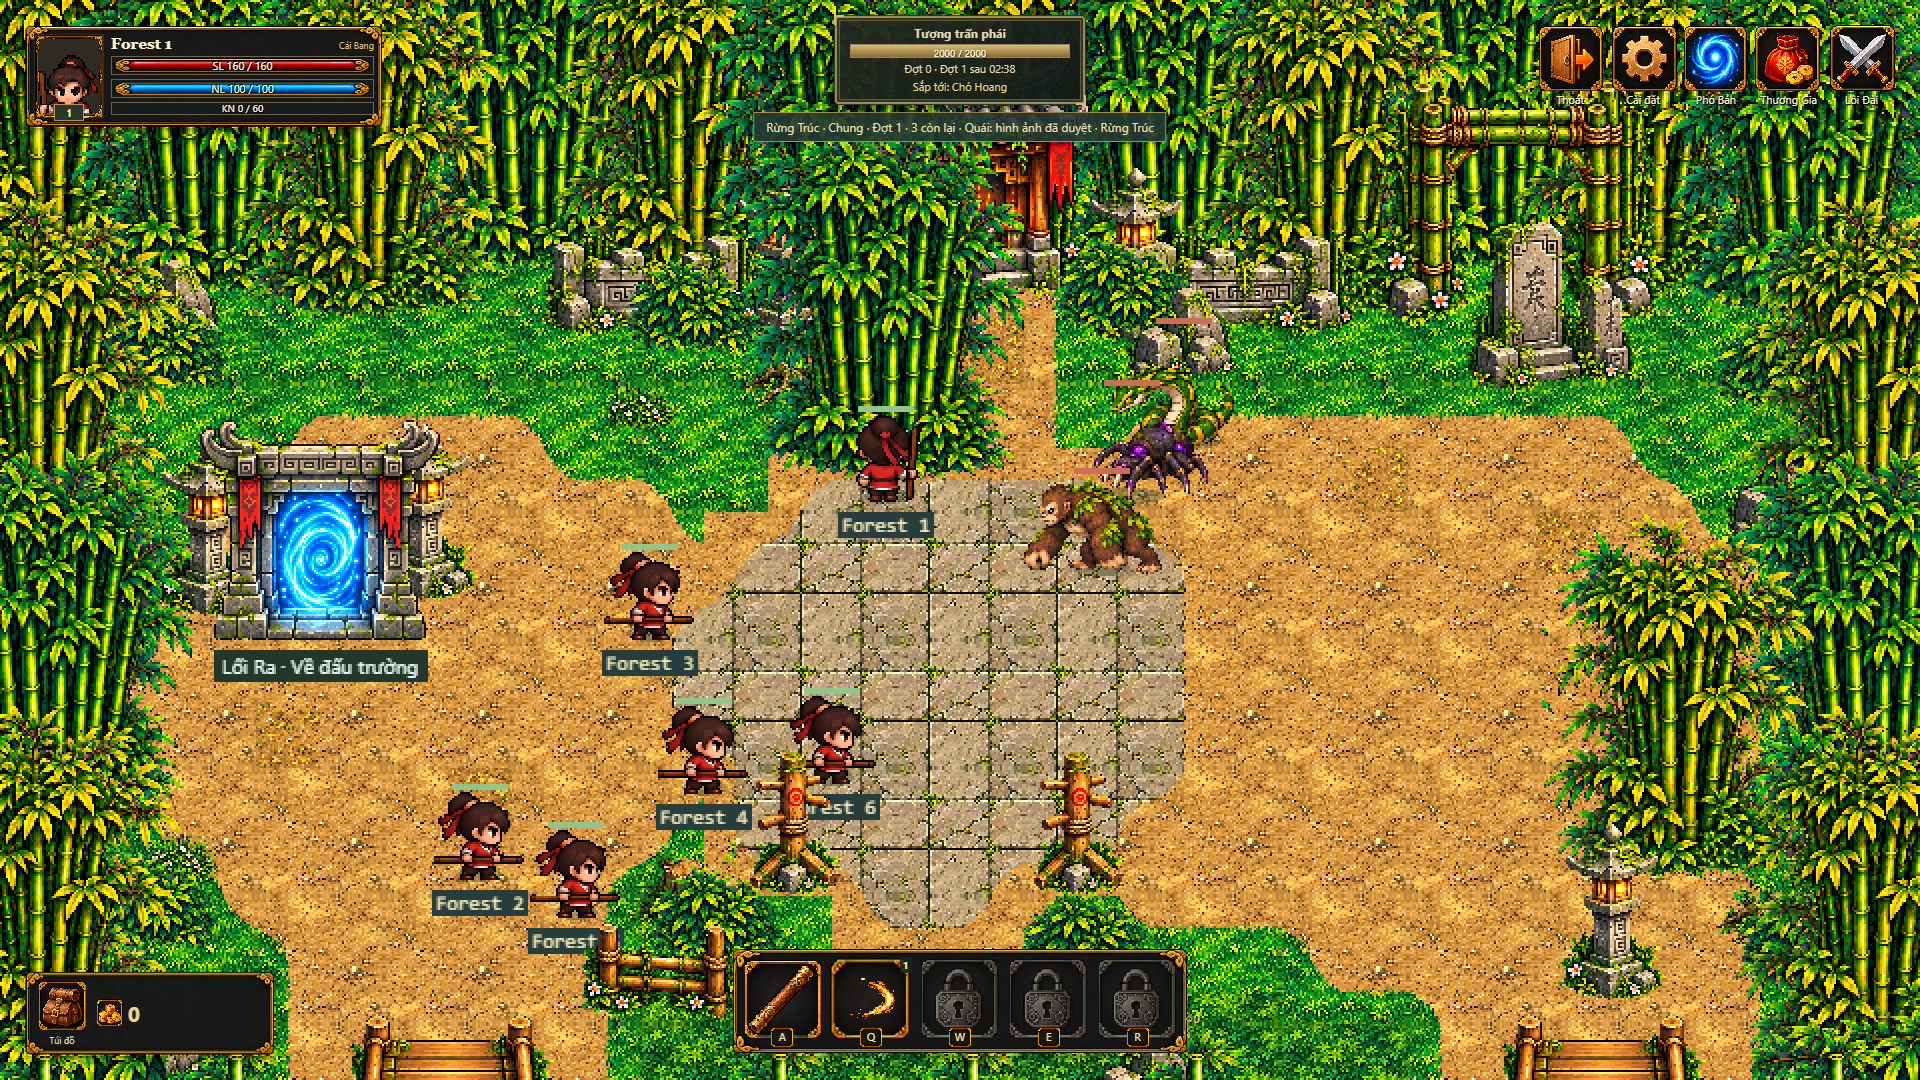 Forest 1
Cái Bang
SL 160 / 160
NL 100 / 100
KN 0 / 60
1
Tượng trấn phái
2000 / 2000
Đợt 0 · Đợt 1 sau 02:38
Sắp tới: Chó Hoang
Rừng Trúc · Chung · Đợt 1 · 3 còn lại · Quái: hình ảnh đã duyệt · Rừng Trúc
Thoát
Cài đặt
Phó Bản
Thương Gia
Lôi Đài
Forest 1
Forest 3
Lối Ra - Về đấu trường
Forest 4
rest 6
Forest 2
Forest
0
Túi đồ
1
A
Q
W
E
R